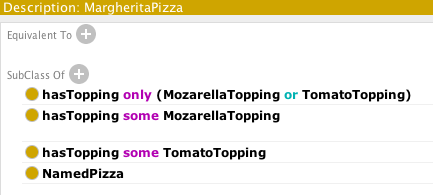 Description: MargheritaPizza
Equivalent To
SubClass Of
hasTopping only (MozarellaTopping or TomatoTopping)
hasTopping some MozarellaTopping
hasTopping some TomatoTopping
NamedPizza